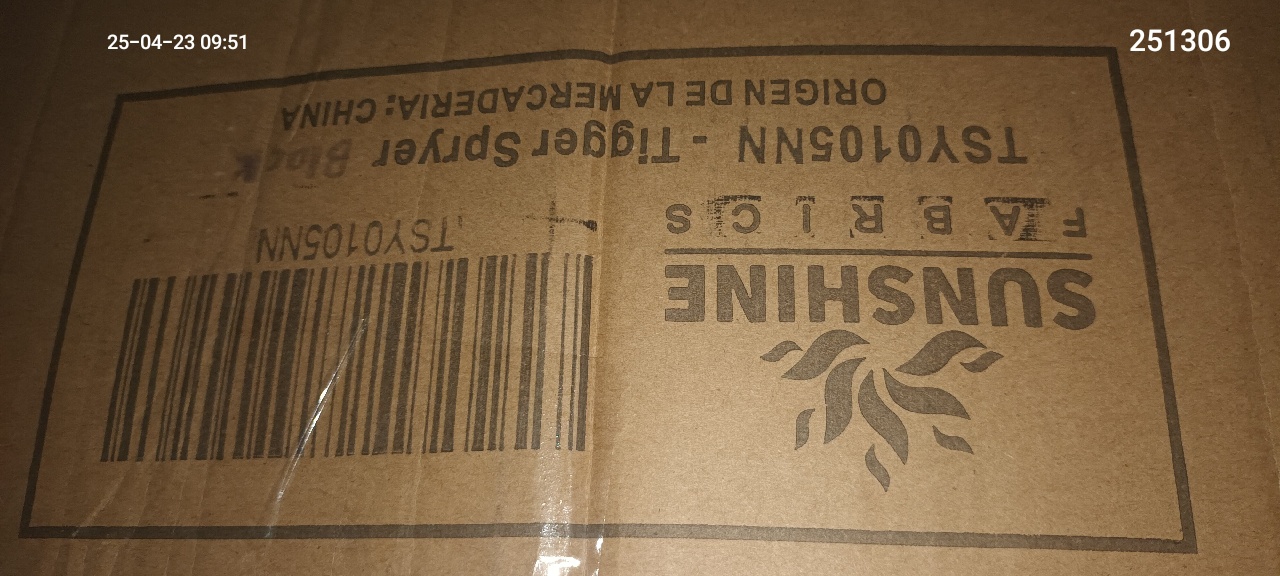 25-04-23 09:51
251306
SUNSHINE
FABRICS
TSY0105NN
TSY0105NN - Tigger Spryer Black
ORIGEN DE LA MERCADERIA: CHINA